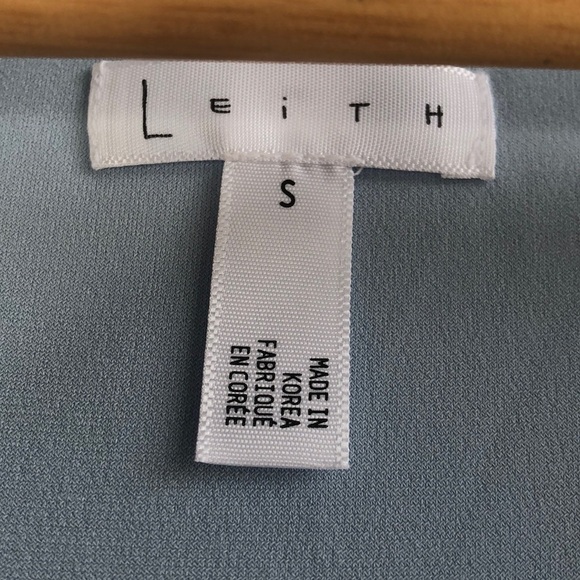 LEiTH
S
MADE IN
KOREA
FABRIQUÉ
EN CORÉE